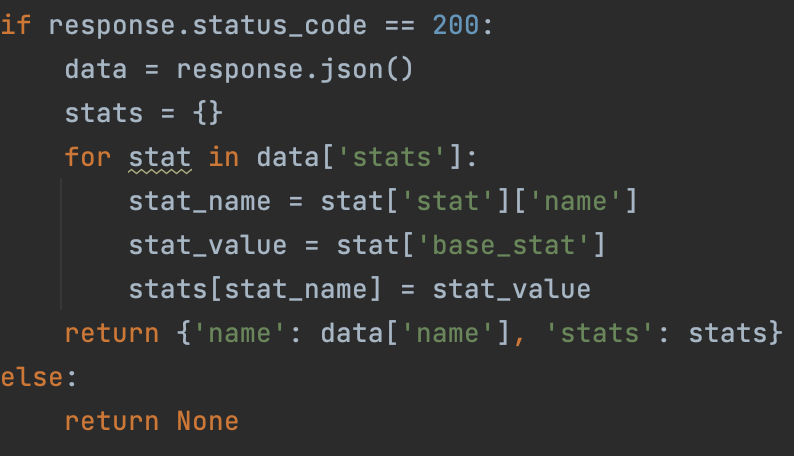 if response.status_code == 200:
    data = response.json()
    stats = {}
    for stat in data['stats']:
        stat_name = stat['stat']['name']
        stat_value = stat['base_stat']
        stats[stat_name] = stat_value
    return {'name': data['name'], 'stats': stats}
else:
    return None